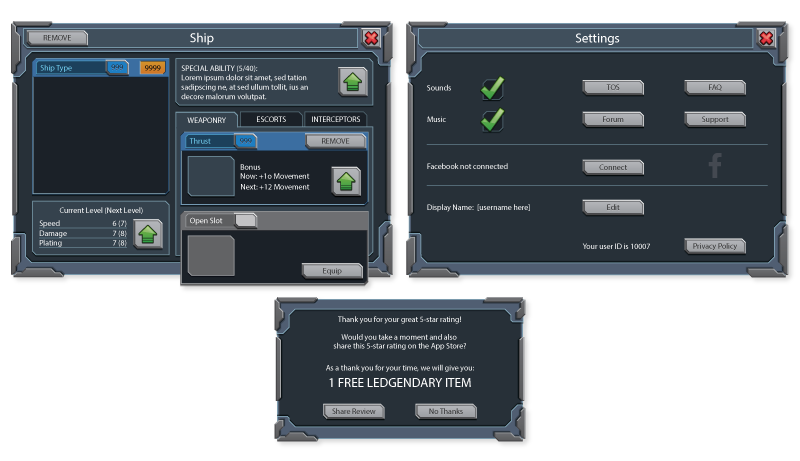 REMOVE
Ship
Ship Type
999
9999
SPECIAL ABILITY (5/40):
Lorem ipsum dolor sit amet, sed tation
sadipscing ne, at sed ullum tollit, ius an
decore malorum volutpat.
WEAPONRY
ESCORTS
INTERCEPTORS
Thrust
999
REMOVE
Bonus
Now: +1o Movement
Next: +12 Movement
Current Level (Next Level)
Speed 6 (7)
Damage 7 (8)
Plating 7 (8)
Open Slot
Equip
Settings
Sounds
TOS
FAQ
Music
Forum
Support
Facebook not connected
Connect
f
Display Name: [username here]
Edit
Your user ID is 10007
Privacy Policy
Thank you for your great 5-star rating!
Would you take a moment and also
share this 5-star rating on the App Store?
As a thank you for your time, we will give you:
1 FREE LEDGENDARY ITEM
Share Review
No Thanks